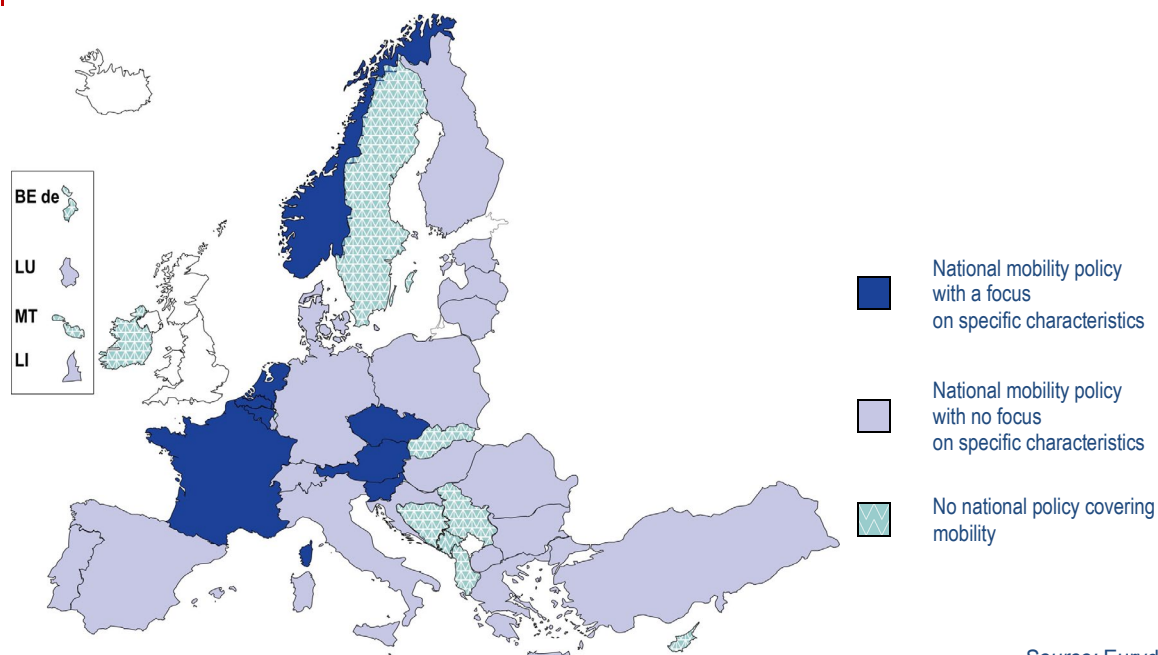 BE de
LU
MT
LI
National mobility policy
with a focus
on specific characteristics
National mobility policy
with no focus
on specific characteristics
No national policy covering
mobility
Source: